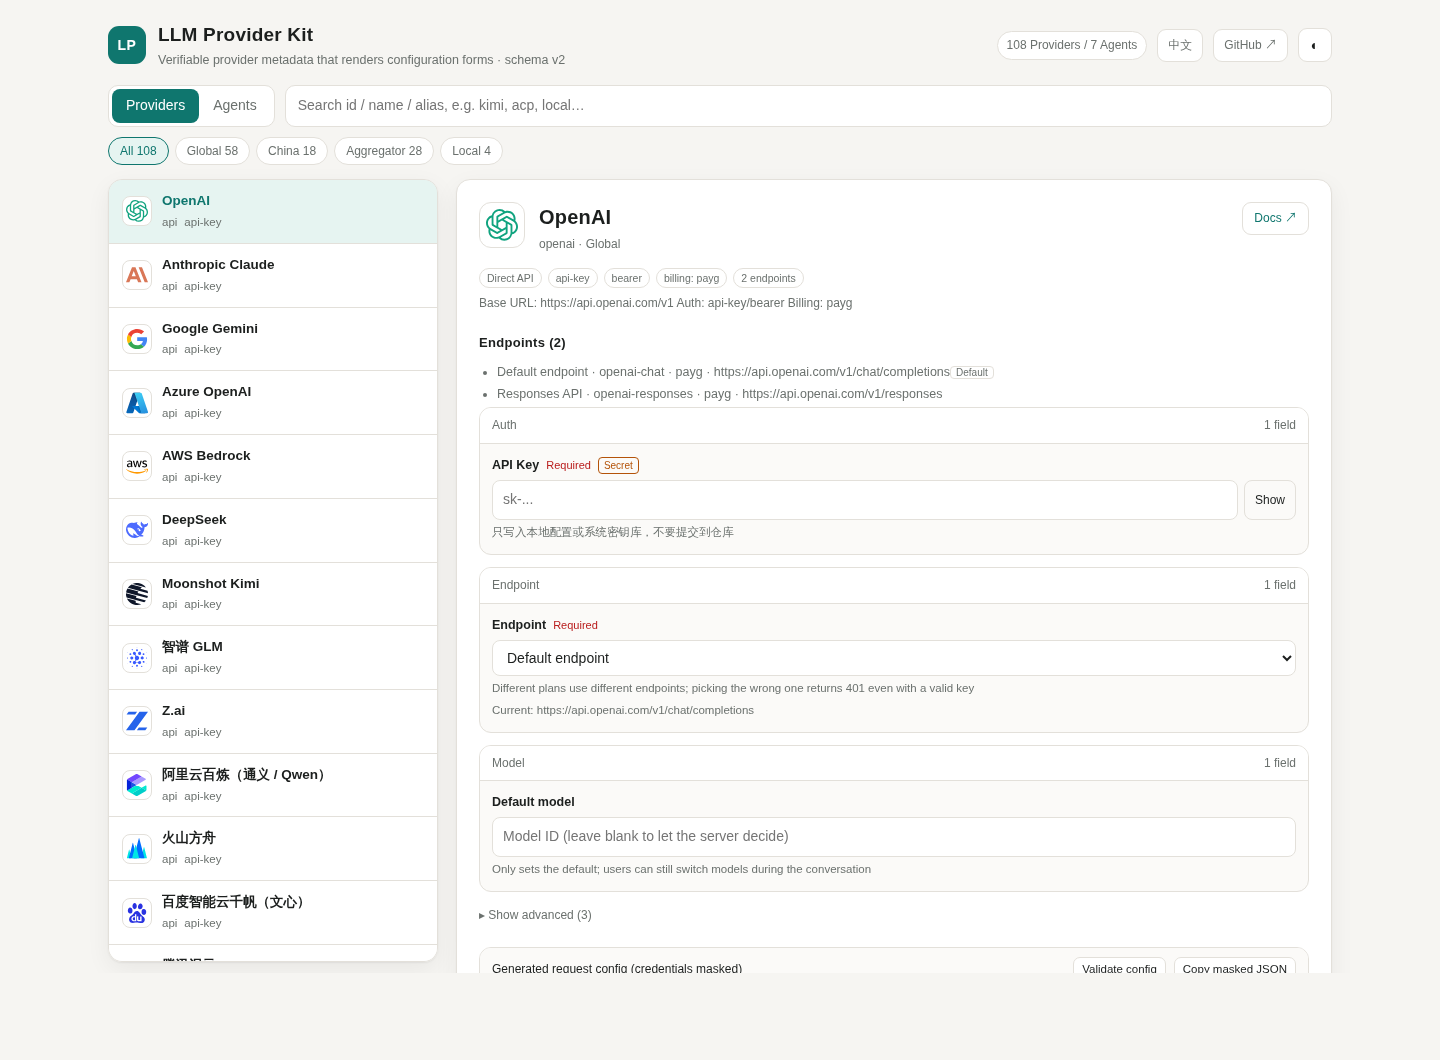 LP
LLM Provider Kit
Verifiable provider metadata that renders configuration forms · schema v2
108 Providers / 7 Agents
中文
GitHub ↗
Providers
Agents
Search id / name / alias, e.g. kimi, acp, local…
All 108
Global 58
China 18
Aggregator 28
Local 4
OpenAI
api api-key
Anthropic Claude
api api-key
Google Gemini
api api-key
Azure OpenAI
api api-key
aws
AWS Bedrock
api api-key
DeepSeek
api api-key
Moonshot Kimi
api api-key
智谱 GLM
api api-key
Z.ai
api api-key
阿里云百炼（通义 / Qwen）
api api-key
火山方舟
api api-key
du
百度智能云千帆（文心）
api api-key
OpenAI
openai · Global
Docs ↗
Direct API
api-key
bearer
billing: payg
2 endpoints
Base URL: https://api.openai.com/v1 Auth: api-key/bearer Billing: payg
Endpoints (2)
• Default endpoint · openai-chat · payg · https://api.openai.com/v1/chat/completions Default
• Responses API · openai-responses · payg · https://api.openai.com/v1/responses
Auth
1 field
API Key Required Secret
sk-...
Show
只写入本地配置或系统密钥库，不要提交到仓库
Endpoint
1 field
Endpoint Required
Default endpoint
Different plans use different endpoints; picking the wrong one returns 401 even with a valid key
Current: https://api.openai.com/v1/chat/completions
Model
1 field
Default model
Model ID (leave blank to let the server decide)
Only sets the default; users can still switch models during the conversation
▸ Show advanced (3)
Generated request config (credentials masked)
Validate config
Copy masked JSON